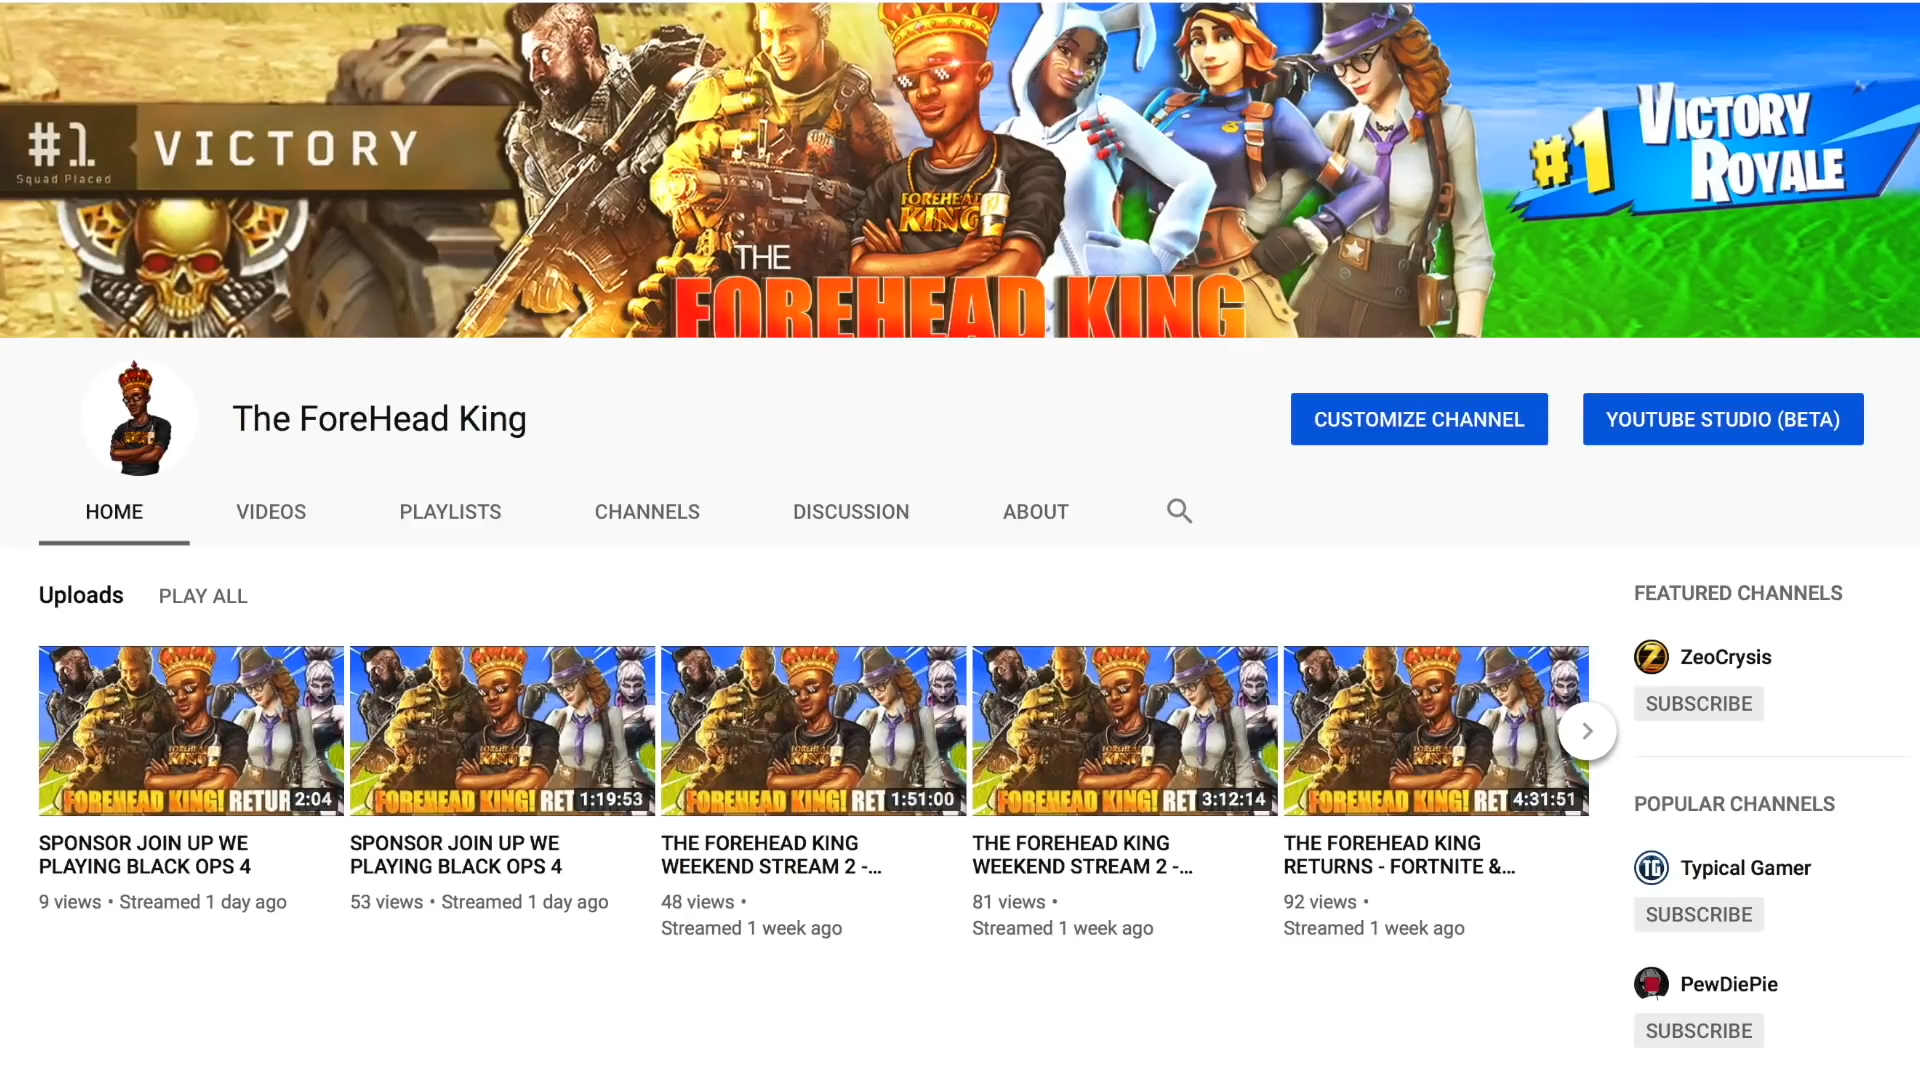 #1
Squad Placed
VICTORY
FOREHEAD
KING
THE
FOREHEAD KING
#1
VICTORY
ROYALE
The ForeHead King
CUSTOMIZE CHANNEL
YOUTUBE STUDIO (BETA)
HOME
VIDEOS
PLAYLISTS
CHANNELS
DISCUSSION
ABOUT
Uploads
PLAY ALL
FOREHEAD KING! RETUR
2:04
FOREHEAD KING! RET
1:19:53
FOREHEAD KING! RET
1:51:00
FOREHEAD KING! RET
3:12:14
FOREHEAD KING! RET
4:31:51
SPONSOR JOIN UP WE
PLAYING BLACK OPS 4
9 views • Streamed 1 day ago
SPONSOR JOIN UP WE
PLAYING BLACK OPS 4
53 views • Streamed 1 day ago
THE FOREHEAD KING
WEEKEND STREAM 2 -...
48 views •
Streamed 1 week ago
THE FOREHEAD KING
WEEKEND STREAM 2 -...
81 views •
Streamed 1 week ago
THE FOREHEAD KING
RETURNS - FORTNITE &...
92 views •
Streamed 1 week ago
FEATURED CHANNELS
ZeoCrysis
SUBSCRIBE
POPULAR CHANNELS
TG
Typical Gamer
SUBSCRIBE
PewDiePie
SUBSCRIBE